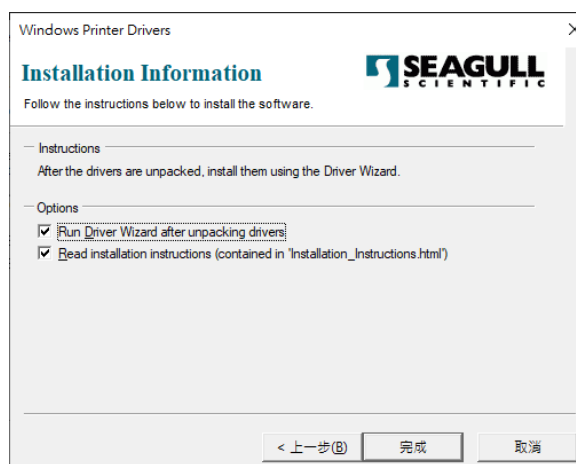 Windows Printer Drivers
Installation Information
SEAGULL
SCIENTIFIC
Follow the instructions below to install the software.
Instructions
After the drivers are unpacked, install them using the Driver Wizard.
Options
Run Driver Wizard after unpacking drivers
Read installation instructions (contained in 'Installation_Instructions.html')
< 上一步(B)
完成
取消